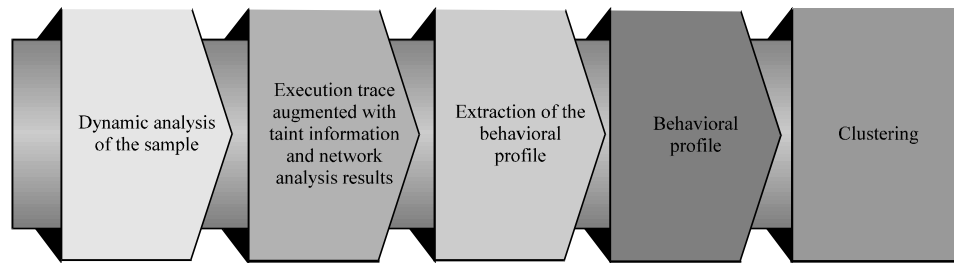 Dynamic analysis
of the sample
Execution trace
augmented with
taint information
and network
analysis results
Extraction of the
behavioral
profile
Behavioral
profile
Clustering